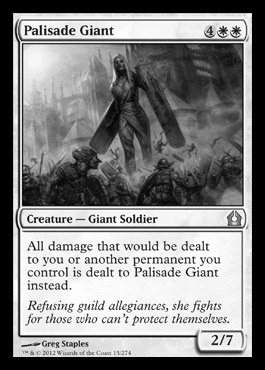 Palisade Giant 4
Creature — Giant Soldier
All damage that would be dealt
to you or another permanent you
control is dealt to Palisade Giant
instead.
Refusing guild allegiances, she fights
for those who can't protect themselves.
Greg Staples
™ & © 2012 Wizards of the Coast 15/274
2/7